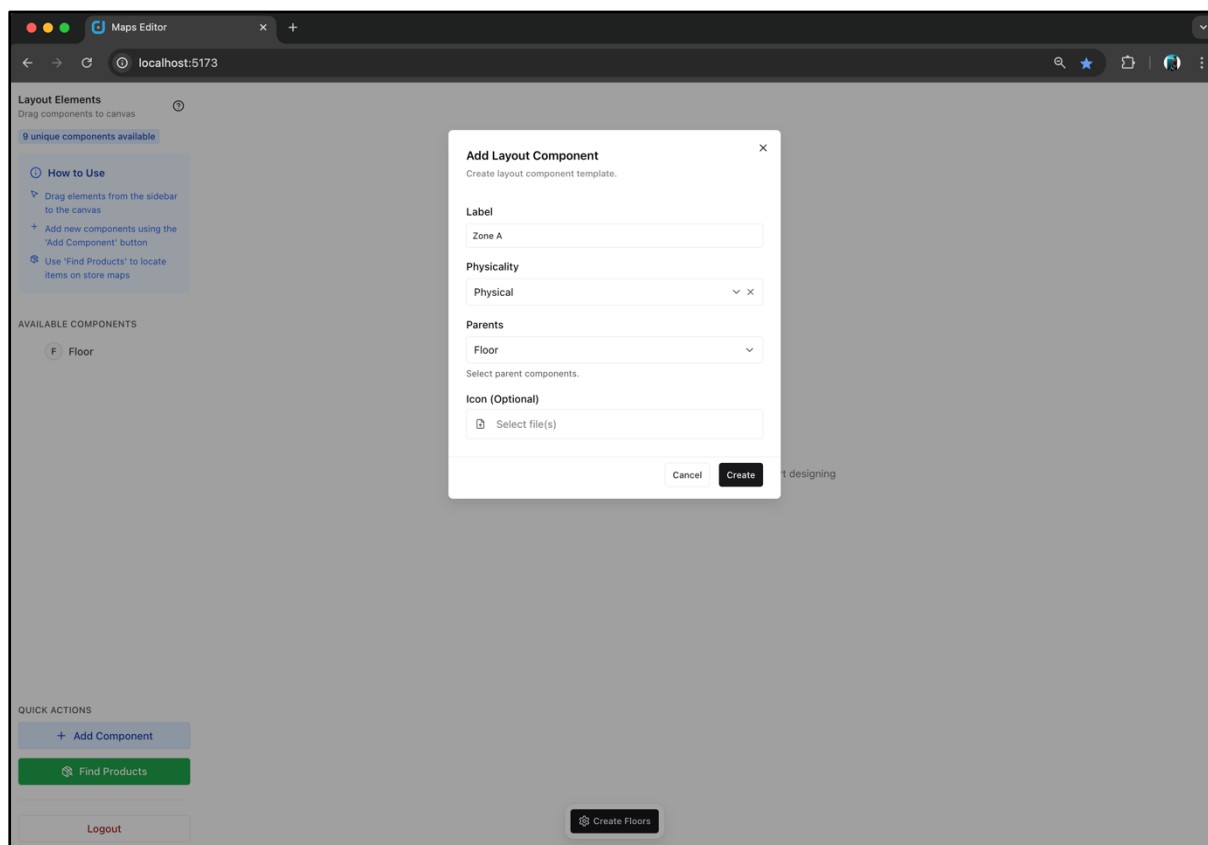 Maps Editor
localhost:5173
Layout Elements
Drag components to canvas
9 unique components available
How to Use
Drag elements from the sidebar
to the canvas
Add new components using the
'Add Component' button
Use 'Find Products' to locate
items on store maps
AVAILABLE COMPONENTS
F Floor
Add Layout Component
Create layout component template.
Label
Zone A
Physicality
Physical
Parents
Floor
Select parent components.
Icon (Optional)
Select file(s)
Cancel
Create
designing
QUICK ACTIONS
+ Add Component
Find Products
Logout
Create Floors